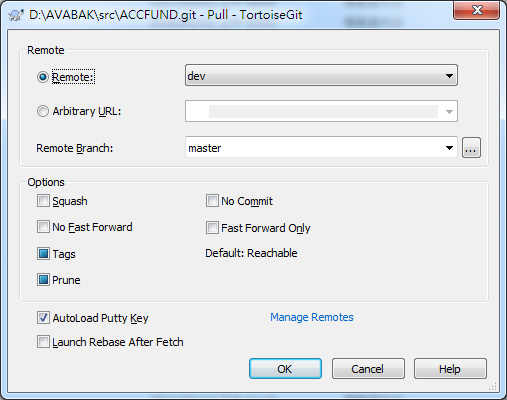 D:\AVABAK\src\ACCFUND.git - Pull - TortoiseGit
Remote
Remote:
dev
Arbitrary URL:
Remote Branch:
master
...
Options
Squash
No Commit
No Fast Forward
Fast Forward Only
Tags
Default: Reachable
Prune
AutoLoad Putty Key
Manage Remotes
Launch Rebase After Fetch
OK
Cancel
Help